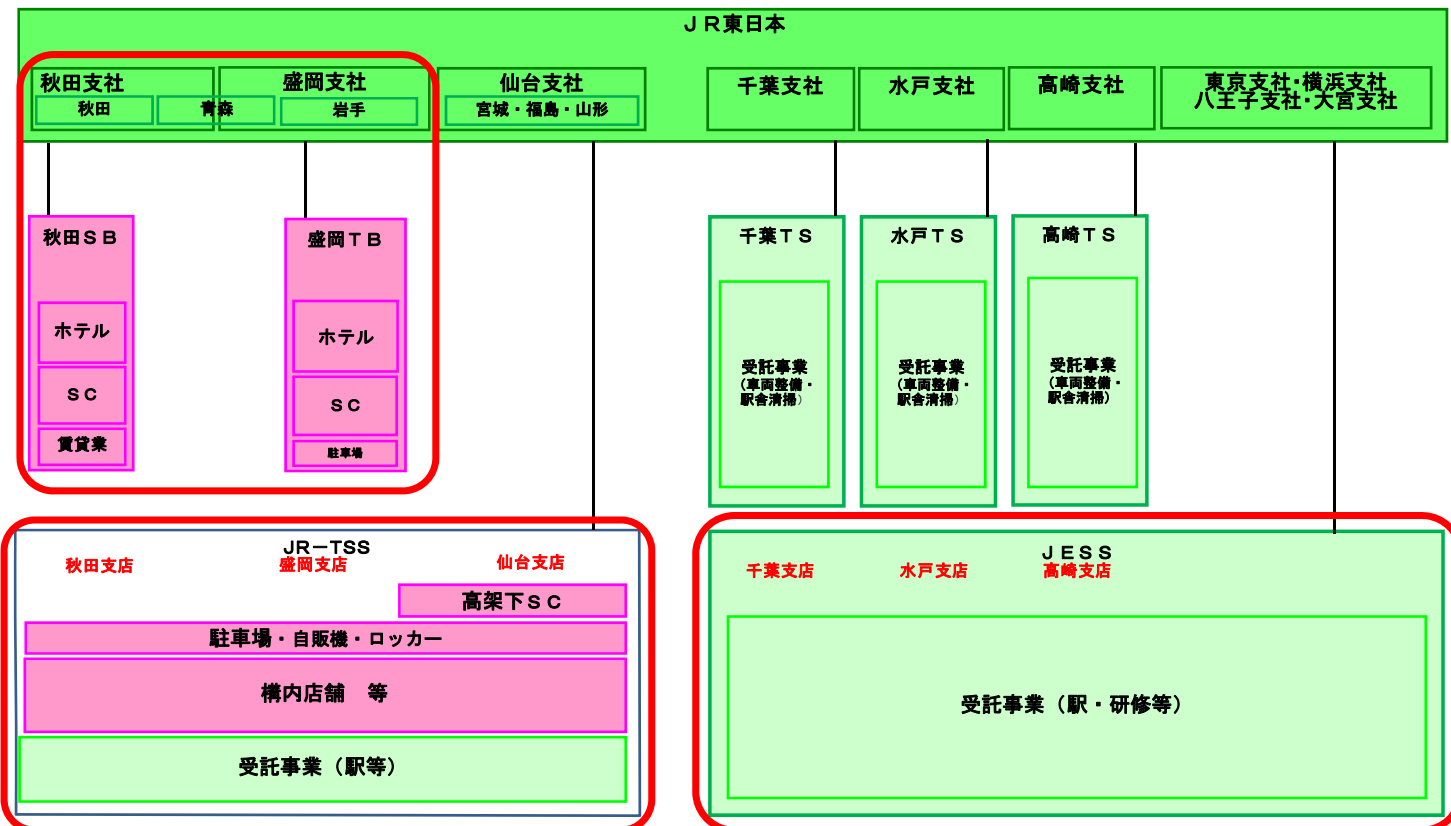 ＪＲ東日本
秋田支社
盛岡支社
仙台支社
千葉支社
水戸支社
高崎支社
東京支社・横浜支社
八王子支社・大宮支社
秋田
青森
岩手
宮城・福島・山形
秋田ＳＢ
盛岡ＴＢ
千葉ＴＳ
水戸ＴＳ
高崎ＴＳ
ホテル
ＳＣ
賃貸業
ホテル
ＳＣ
駐車場
受託事業
（車両整備・
駅舎清掃）
受託事業
（車両整備・
駅舎清掃）
受託事業
（車両整備・
駅舎清掃）
JR－TSS
秋田支店
盛岡支店
仙台支店
高架下ＳＣ
駐車場・自販機・ロッカー
構内店舗　等
受託事業（駅等）
ＪＥＳＳ
千葉支店
水戸支店
高崎支店
受託事業（駅・研修等）